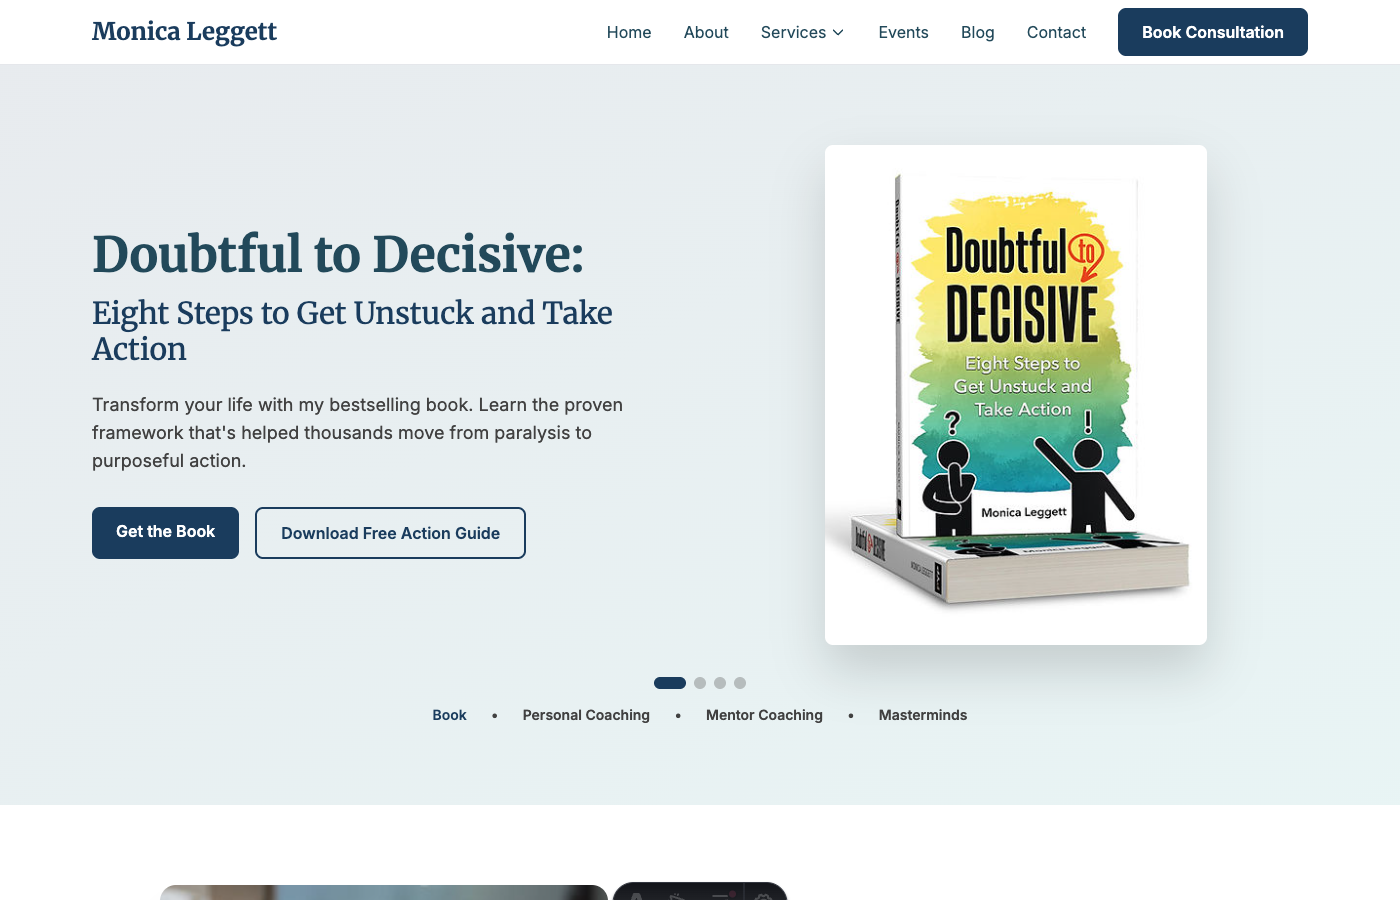 Monica Leggett
Home
About
Services
Events
Blog
Contact
Book Consultation
Doubtful to Decisive:
Eight Steps to Get Unstuck and Take
Action
Transform your life with my bestselling book. Learn the proven
framework that's helped thousands move from paralysis to
purposeful action.
Get the Book
Download Free Action Guide
Doubtful to
DECISIVE
Eight Steps to
Get Unstuck and
Take Action
?
!
Monica Leggett
Doubtful to DECISIVE
Book • Personal Coaching • Mentor Coaching • Masterminds